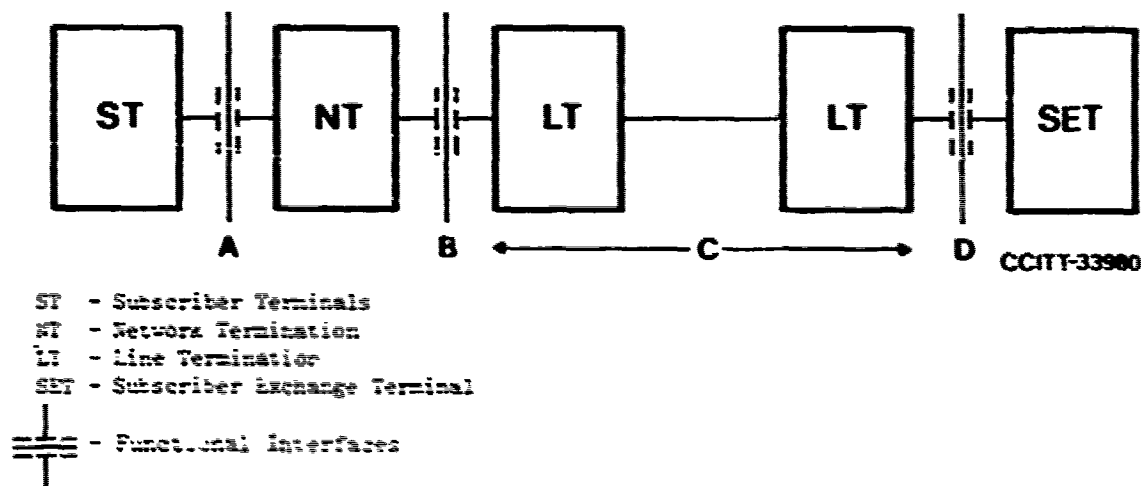 ST NT LT LT SET
A B C D
CCITT-33980
ST - Subscriber Terminals
NT - Network Termination
LT - Line Termination
SET - Subscriber Exchange Terminal
- Functional Interfaces